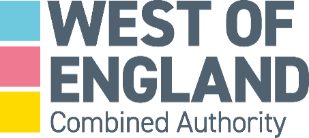 WEST OF
ENGLAND
Combined Authority